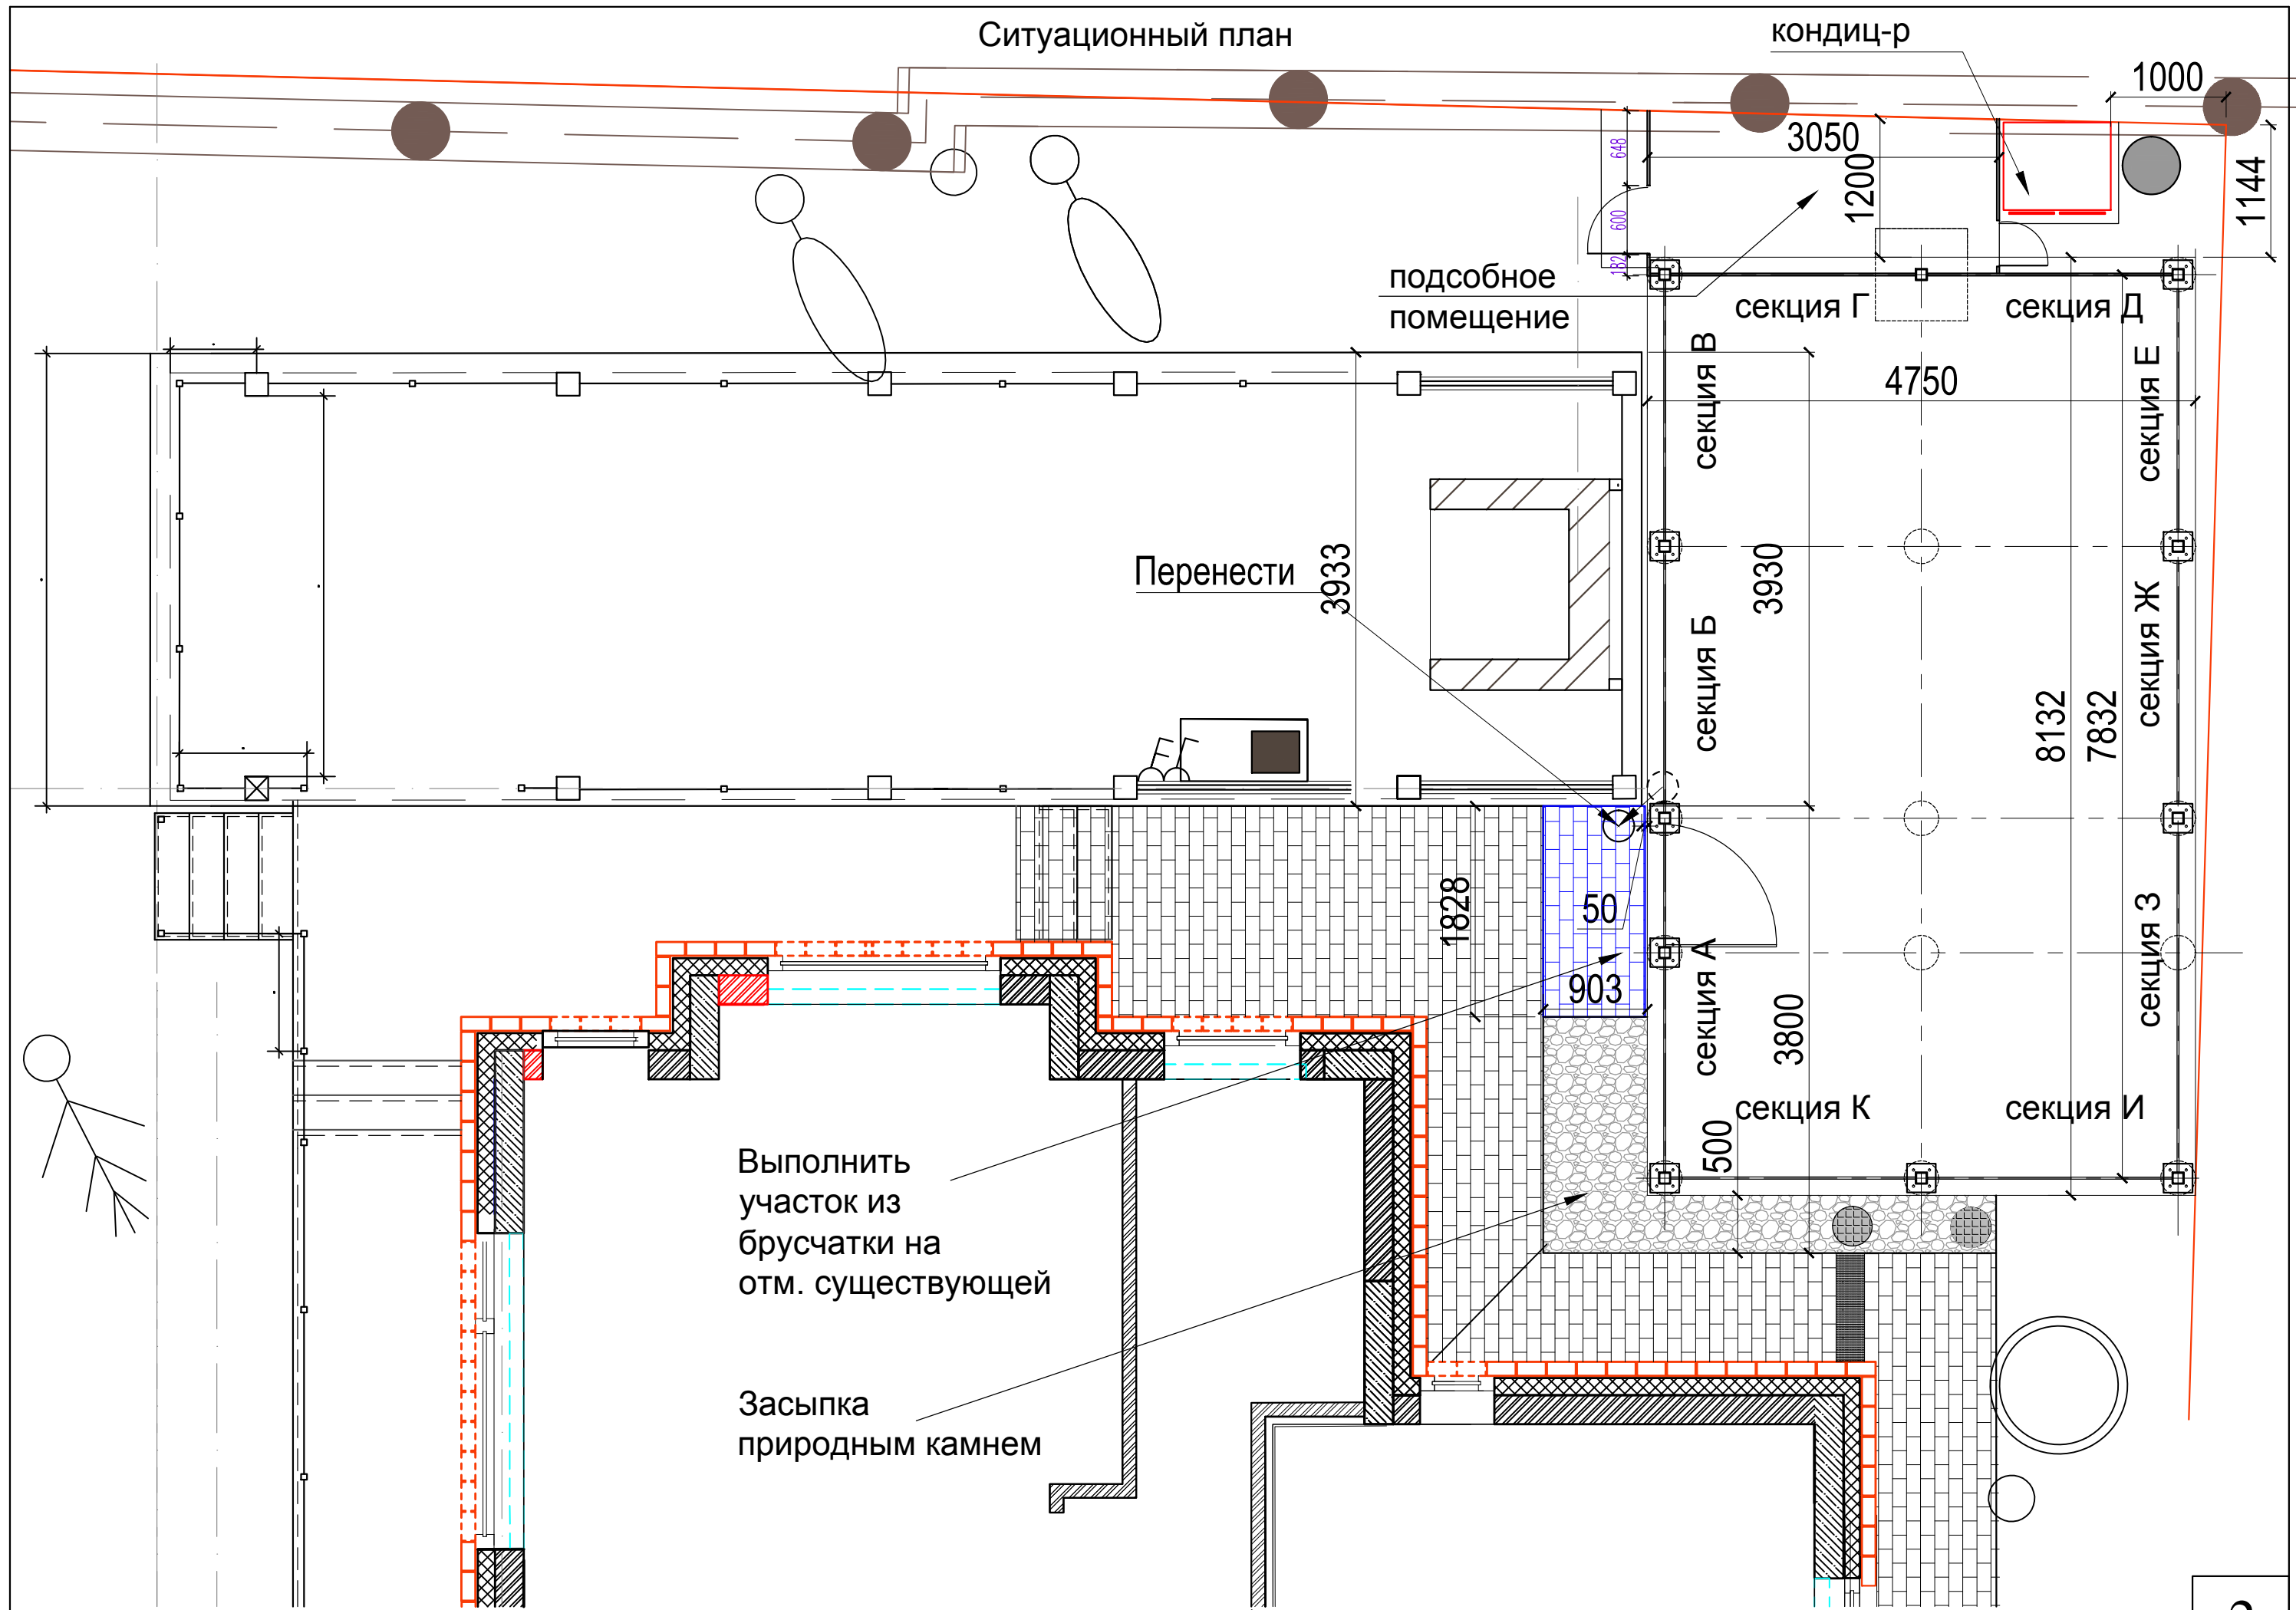 Ситуационный план
кондиц-р
1000
3050
648
1200
1144
600
182
подсобное
помещение
секция Г
секция Д
секция В
секция Е
4750
Перенести
3933
3930
секция Б
секция Ж
8132
7832
1828
50
903
секция А
секция З
3800
секция К
секция И
500
Выполнить
участок из
брусчатки на
отм. существующей
Засыпка
природным камнем